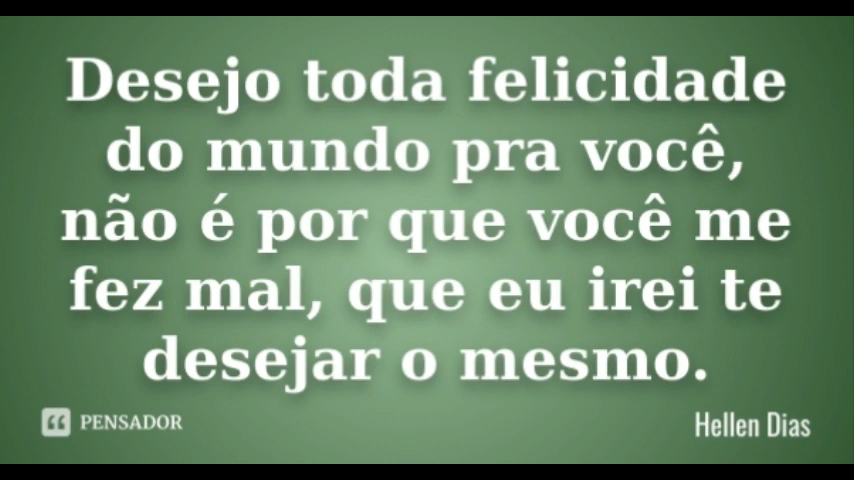 Desejo toda felicidade
do mundo pra você,
não é por que você me
fez mal, que eu irei te
desejar o mesmo.
PENSADOR
Hellen Dias